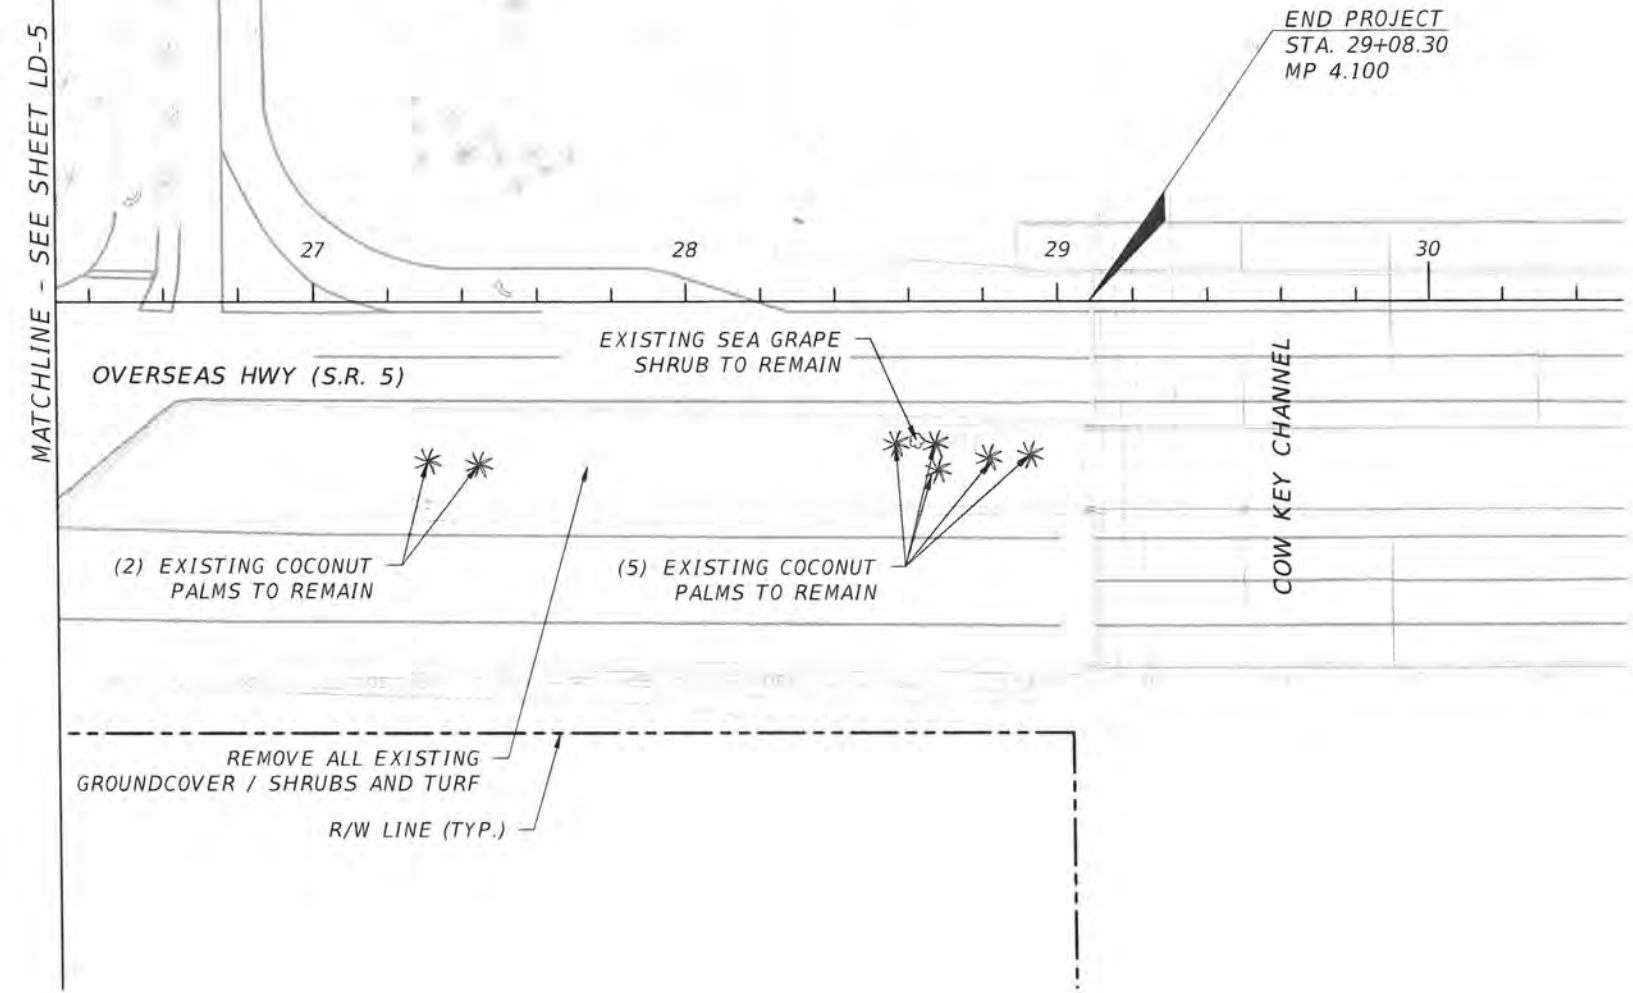 END PROJECT
STA. 29+08.30
MP 4.100
MATCHLINE - SEE SHEET LD-5
27
28
29
30
EXISTING SEA GRAPE
SHRUB TO REMAIN
OVERSEAS HWY (S.R. 5)
COW KEY CHANNEL
(2) EXISTING COCONUT
PALMS TO REMAIN
(5) EXISTING COCONUT
PALMS TO REMAIN
REMOVE ALL EXISTING
GROUNDCOVER / SHRUBS AND TURF
R/W LINE (TYP.)